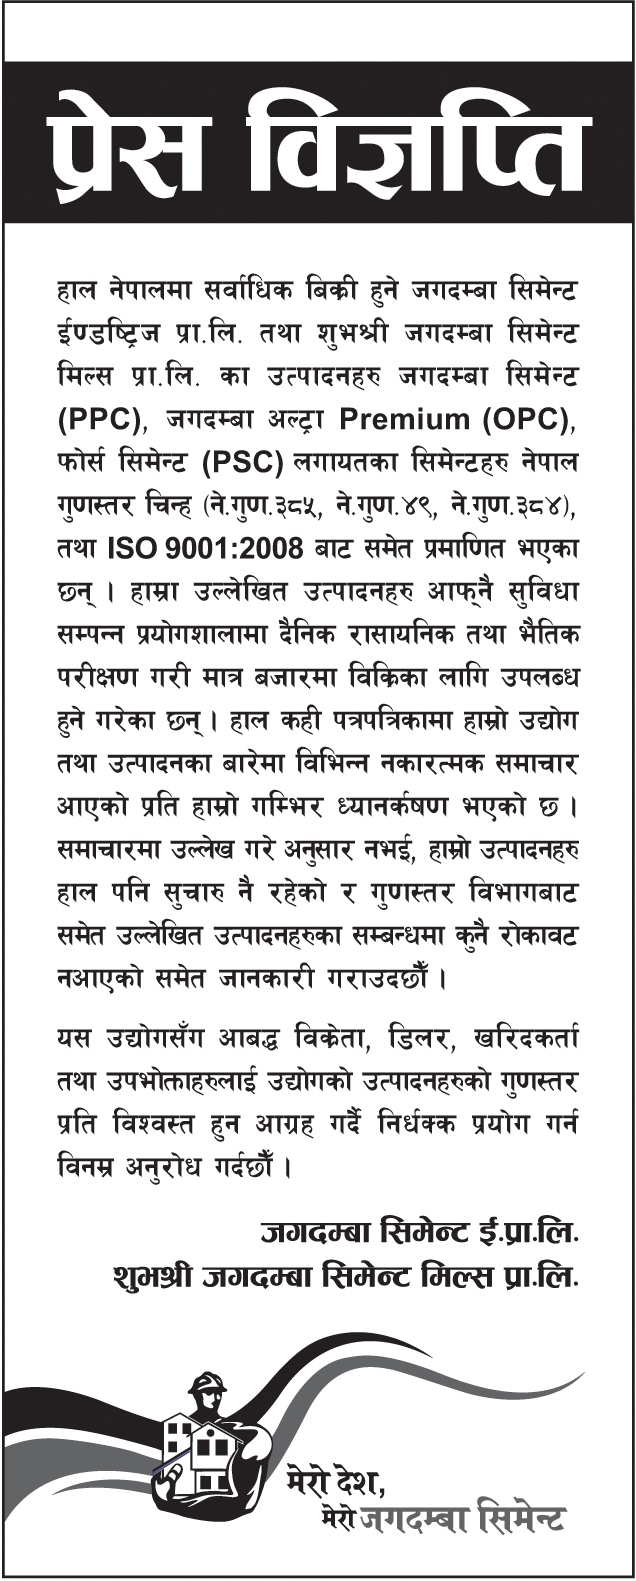 प्रेस विज्ञप्ति
हाल नेपालमा सर्वाधिक बिक्री हुने जगदम्बा सिमेन्ट
ईण्डष्ट्रिज प्रा.लि. तथा शुभश्री जगदम्बा सिमेन्ट
मिल्स प्रा.लि. का उत्पादनहरु जगदम्बा सिमेन्ट
(PPC), जगदम्बा अल्ट्रा Premium (OPC),
फोर्स सिमेन्ट (PSC) लगायतका सिमेन्टहरु नेपाल
गुणस्तर चिन्ह (ने.गुण.३८५, ने.गुण.४९, ने.गुण.३८४),
तथा ISO 9001:2008 बाट समेत प्रमाणित भएका
छन् । हाम्रा उल्लेखित उत्पादनहरु आफ्नै सुविधा
सम्पन्न प्रयोगशालामा दैनिक रासायनिक तथा भैतिक
परीक्षण गरी मात्र बजारमा विक्रिका लागि उपलब्ध
हुने गरेका छन् । हाल कही पत्रपत्रिकामा हाम्रो उद्योग
तथा उत्पादनका बारेमा विभिन्न नकारत्मक समाचार
आएको प्रति हाम्रो गम्भिर ध्यानर्कषण भएको छ ।
समाचारमा उल्लेख गरे अनुसार नभई, हाम्रो उत्पादनहरु
हाल पनि सुचारु नै रहेको र गुणस्तर विभागबाट
समेत उल्लेखित उत्पादनहरुका सम्बन्धमा कुनै रोकावट
नआएको समेत जानकारी गराउदछौँ ।
यस उद्योगसँग आबद्ध विक्रेता, डिलर, खरिदकर्ता
तथा उपभोक्ताहरुलाई उद्योगको उत्पादनहरुको गुणस्तर
प्रति विश्वस्त हुन आग्रह गर्दै निर्धक्क प्रयोग गर्न
विनम्र अनुरोध गर्दछौँ ।
जगदम्बा सिमेन्ट ई.प्रा.लि.
शुभश्री जगदम्बा सिमेन्ट मिल्स प्रा.लि.
मेरो देश,
मेरो जगदम्बा सिमेन्ट